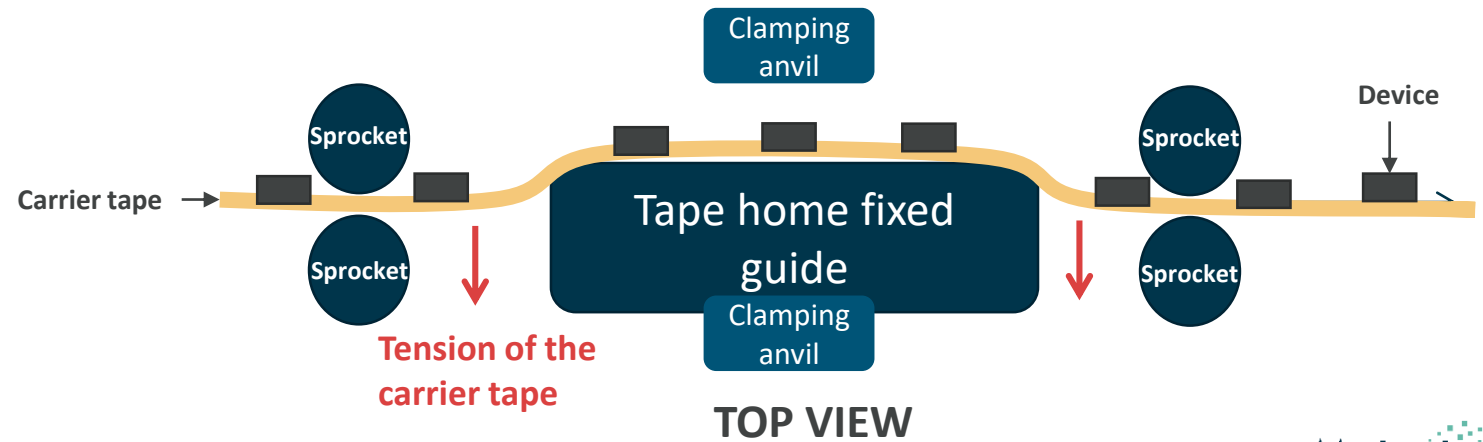 Clamping
anvil
Device
Sprocket
Sprocket
Carrier tape
Tape home fixed
guide
Sprocket
Sprocket
Clamping
anvil
Tension of the
carrier tape
TOP VIEW